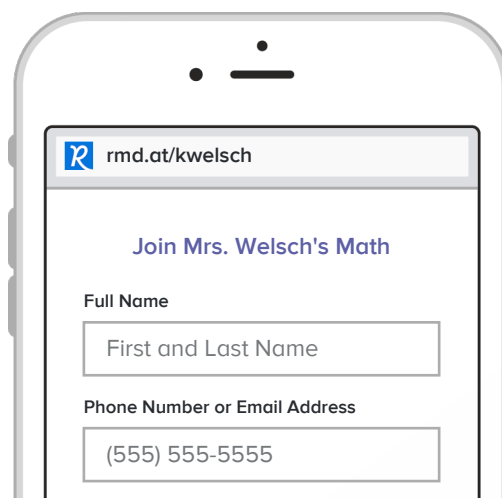 rmd.at/kwelsch
Join Mrs. Welsch's Math
Full Name
First and Last Name
Phone Number or Email Address
(555) 555-5555